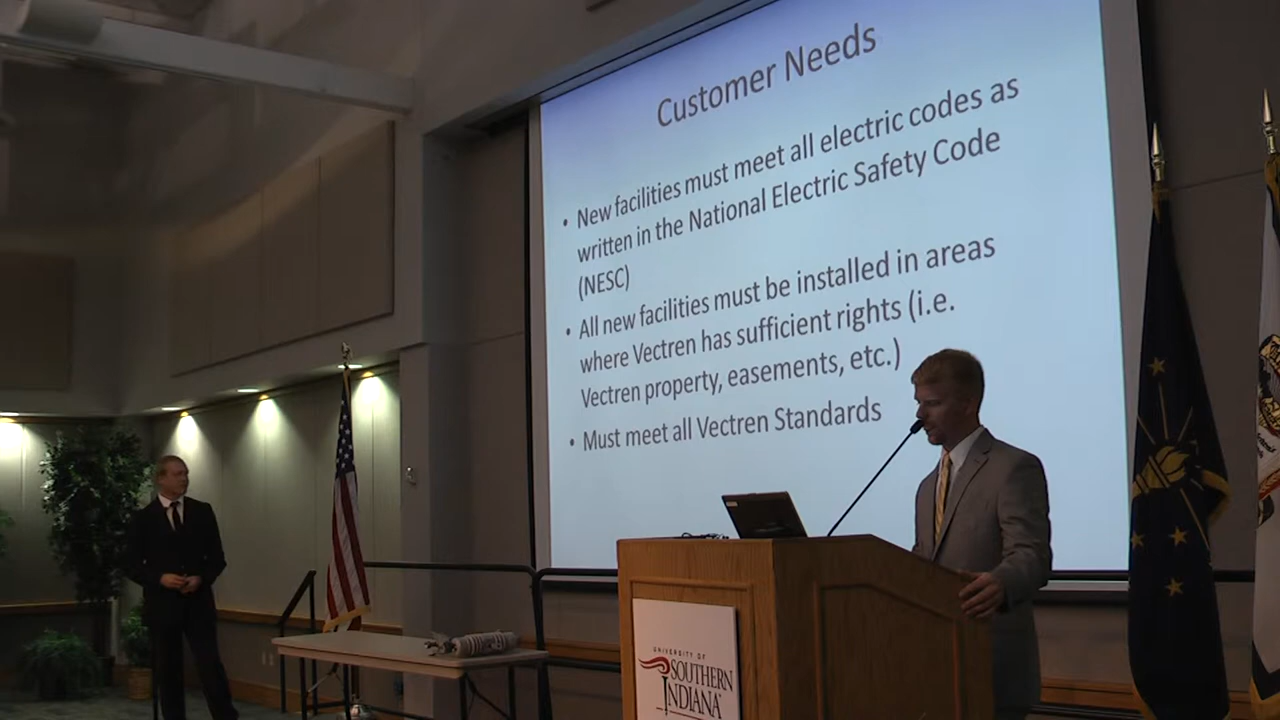 Customer Needs
• New facilities must meet all electric codes as
written in the National Electric Safety Code
(NESC)
• All new facilities must be installed in areas
where Vectren has sufficient rights (i.e.
Vectren property, easements, etc.)
• Must meet all Vectren Standards
UNIVERSITY OF
SOUTHERN
INDIANA